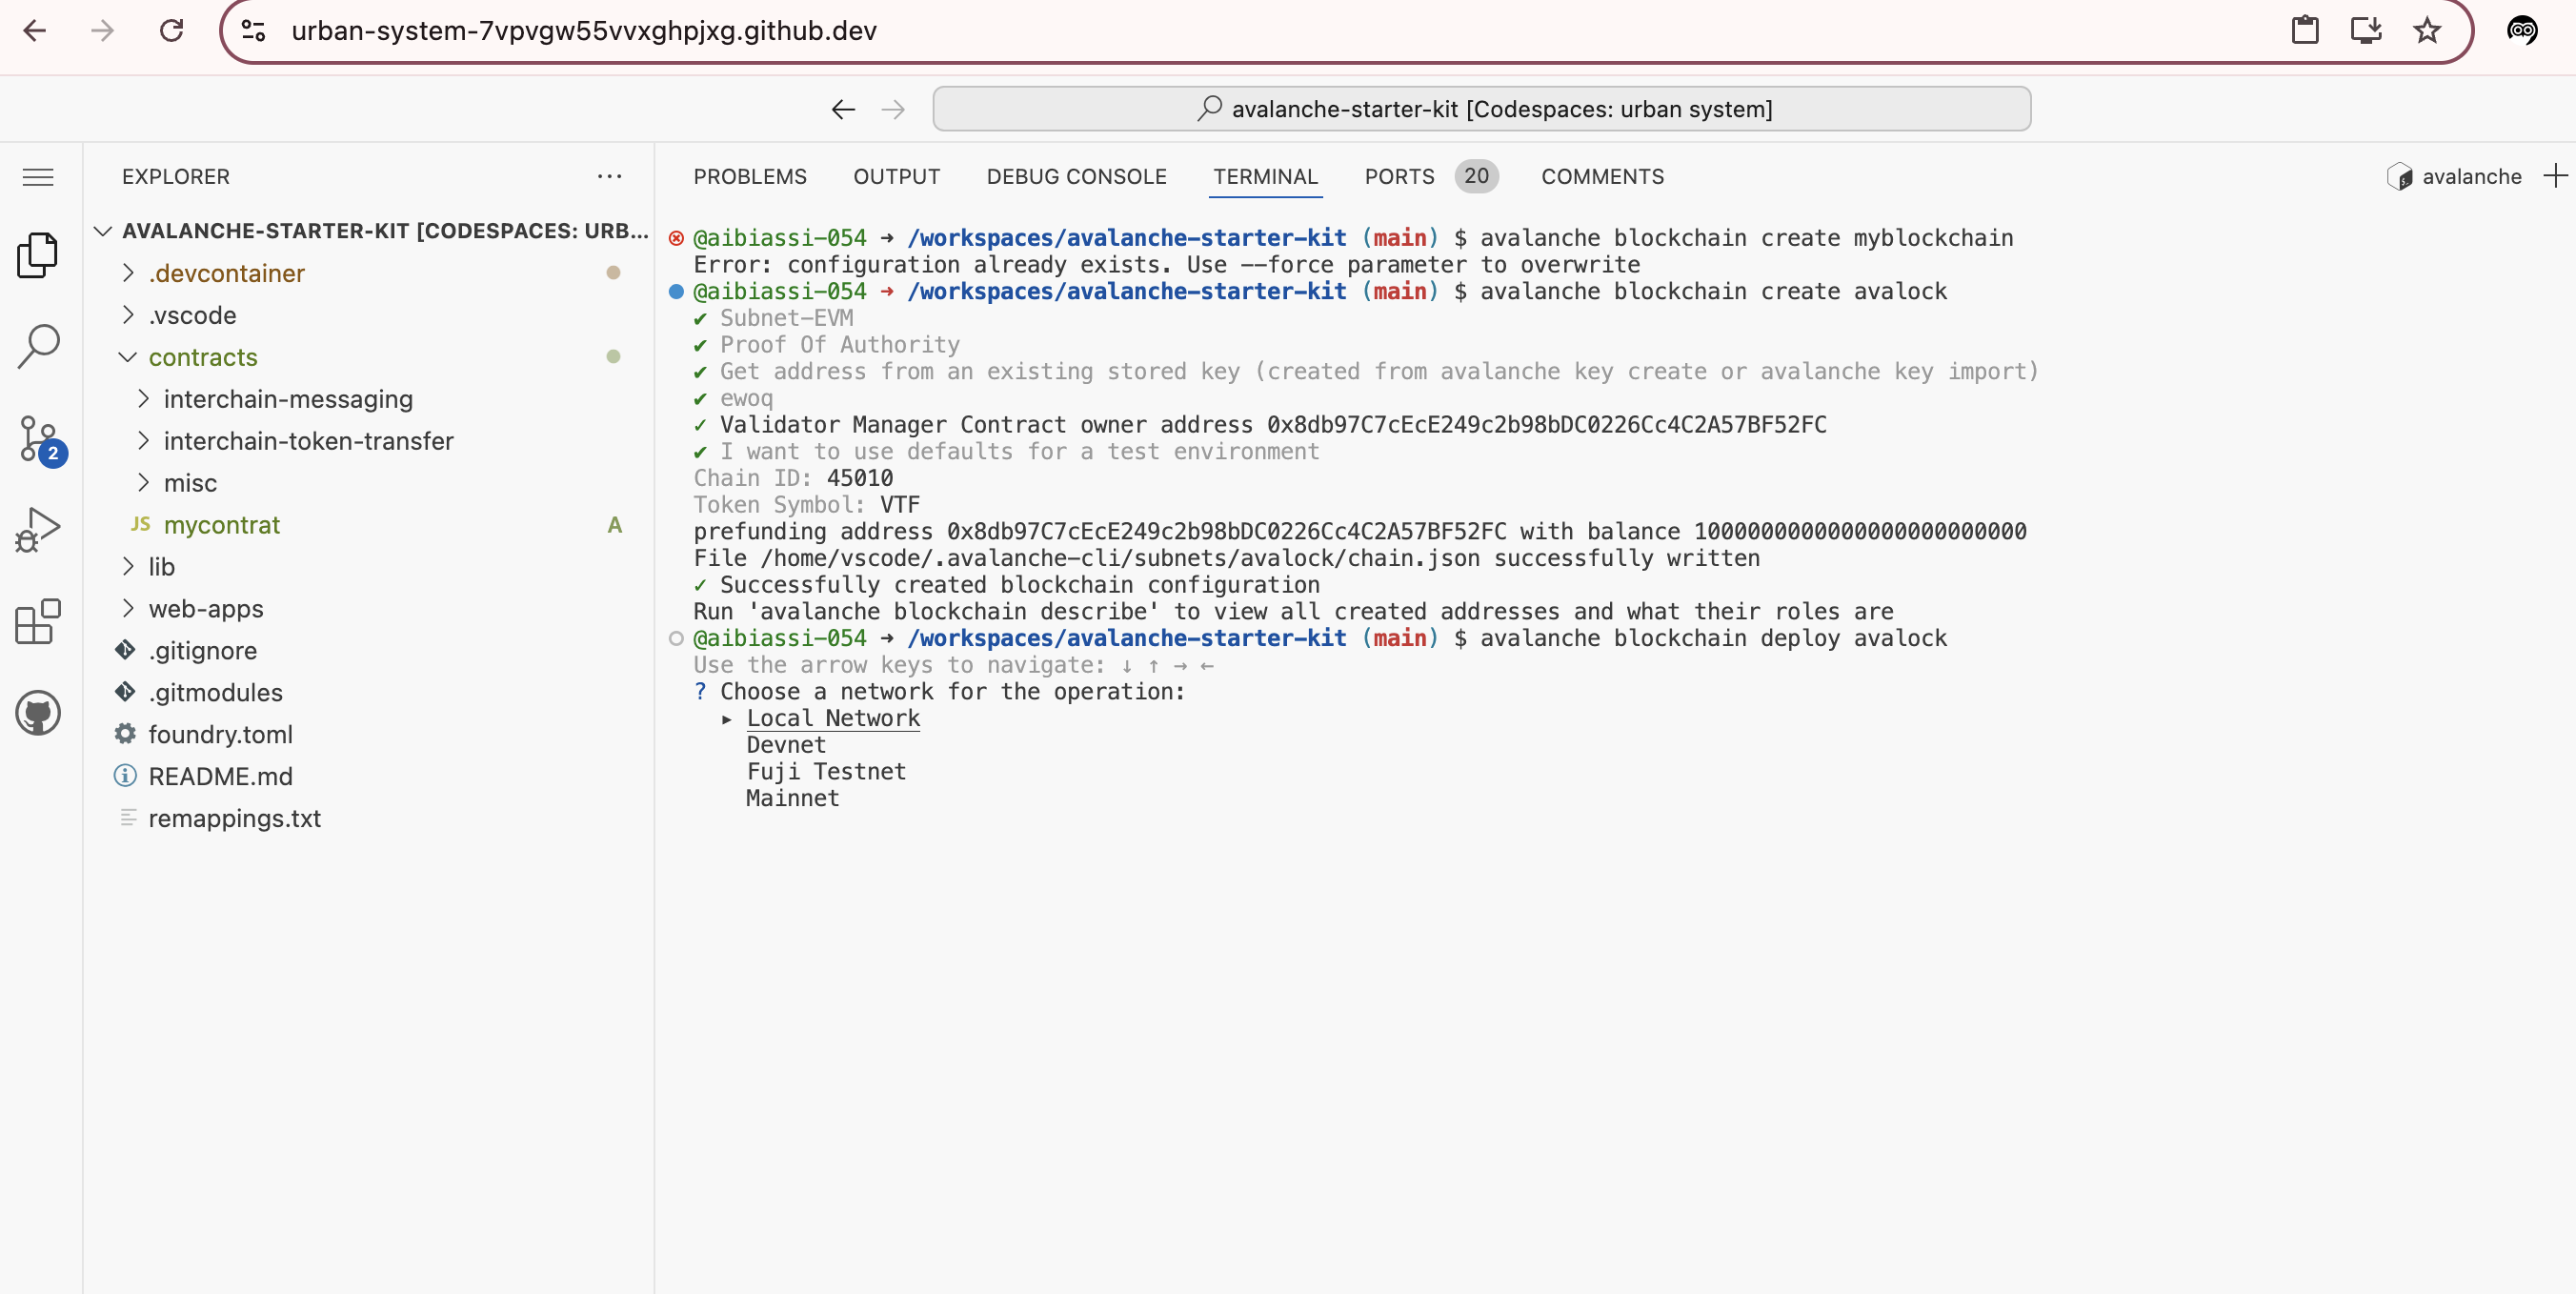 urban-system-7vpvgw55vvxghpjxg.github.dev
avalanche-starter-kit [Codespaces: urban system]
EXPLORER
AVALANCHE-STARTER-KIT [CODESPACES: URB...
.devcontainer
.vscode
contracts
interchain-messaging
interchain-token-transfer
misc
JS mycontrat A
lib
web-apps
.gitignore
.gitmodules
foundry.toml
README.md
remappings.txt
2
PROBLEMS OUTPUT DEBUG CONSOLE TERMINAL PORTS 20 COMMENTS
avalanche
@aibiassi-054 → /workspaces/avalanche-starter-kit (main) $ avalanche blockchain create myblockchain
Error: configuration already exists. Use --force parameter to overwrite
@aibiassi-054 → /workspaces/avalanche-starter-kit (main) $ avalanche blockchain create avalock
✔ Subnet-EVM
✔ Proof Of Authority
✔ Get address from an existing stored key (created from avalanche key create or avalanche key import)
✔ ewoq
✓ Validator Manager Contract owner address 0x8db97C7cEcE249c2b98bDC0226Cc4C2A57BF52FC
✔ I want to use defaults for a test environment
Chain ID: 45010
Token Symbol: VTF
prefunding address 0x8db97C7cEcE249c2b98bDC0226Cc4C2A57BF52FC with balance 1000000000000000000000000
File /home/vscode/.avalanche-cli/subnets/avalock/chain.json successfully written
✓ Successfully created blockchain configuration
Run 'avalanche blockchain describe' to view all created addresses and what their roles are
@aibiassi-054 → /workspaces/avalanche-starter-kit (main) $ avalanche blockchain deploy avalock
Use the arrow keys to navigate: ↓ ↑ → ←
? Choose a network for the operation:
▸ Local Network
Devnet
Fuji Testnet
Mainnet